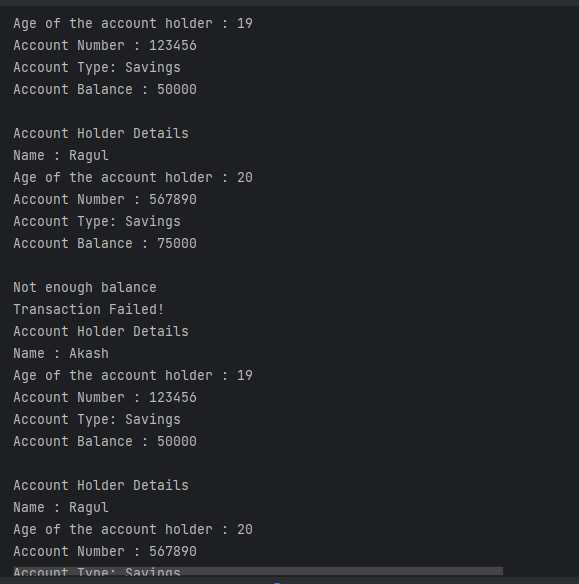 Age of the account holder : 19
Account Number : 123456
Account Type: Savings
Account Balance : 50000
Account Holder Details
Name : Ragul
Age of the account holder : 20
Account Number : 567890
Account Type: Savings
Account Balance : 75000
Not enough balance
Transaction Failed!
Account Holder Details
Name : Akash
Age of the account holder : 19
Account Number : 123456
Account Type: Savings
Account Balance : 50000
Account Holder Details
Name : Ragul
Age of the account holder : 20
Account Number : 567890
Account Type: Savings